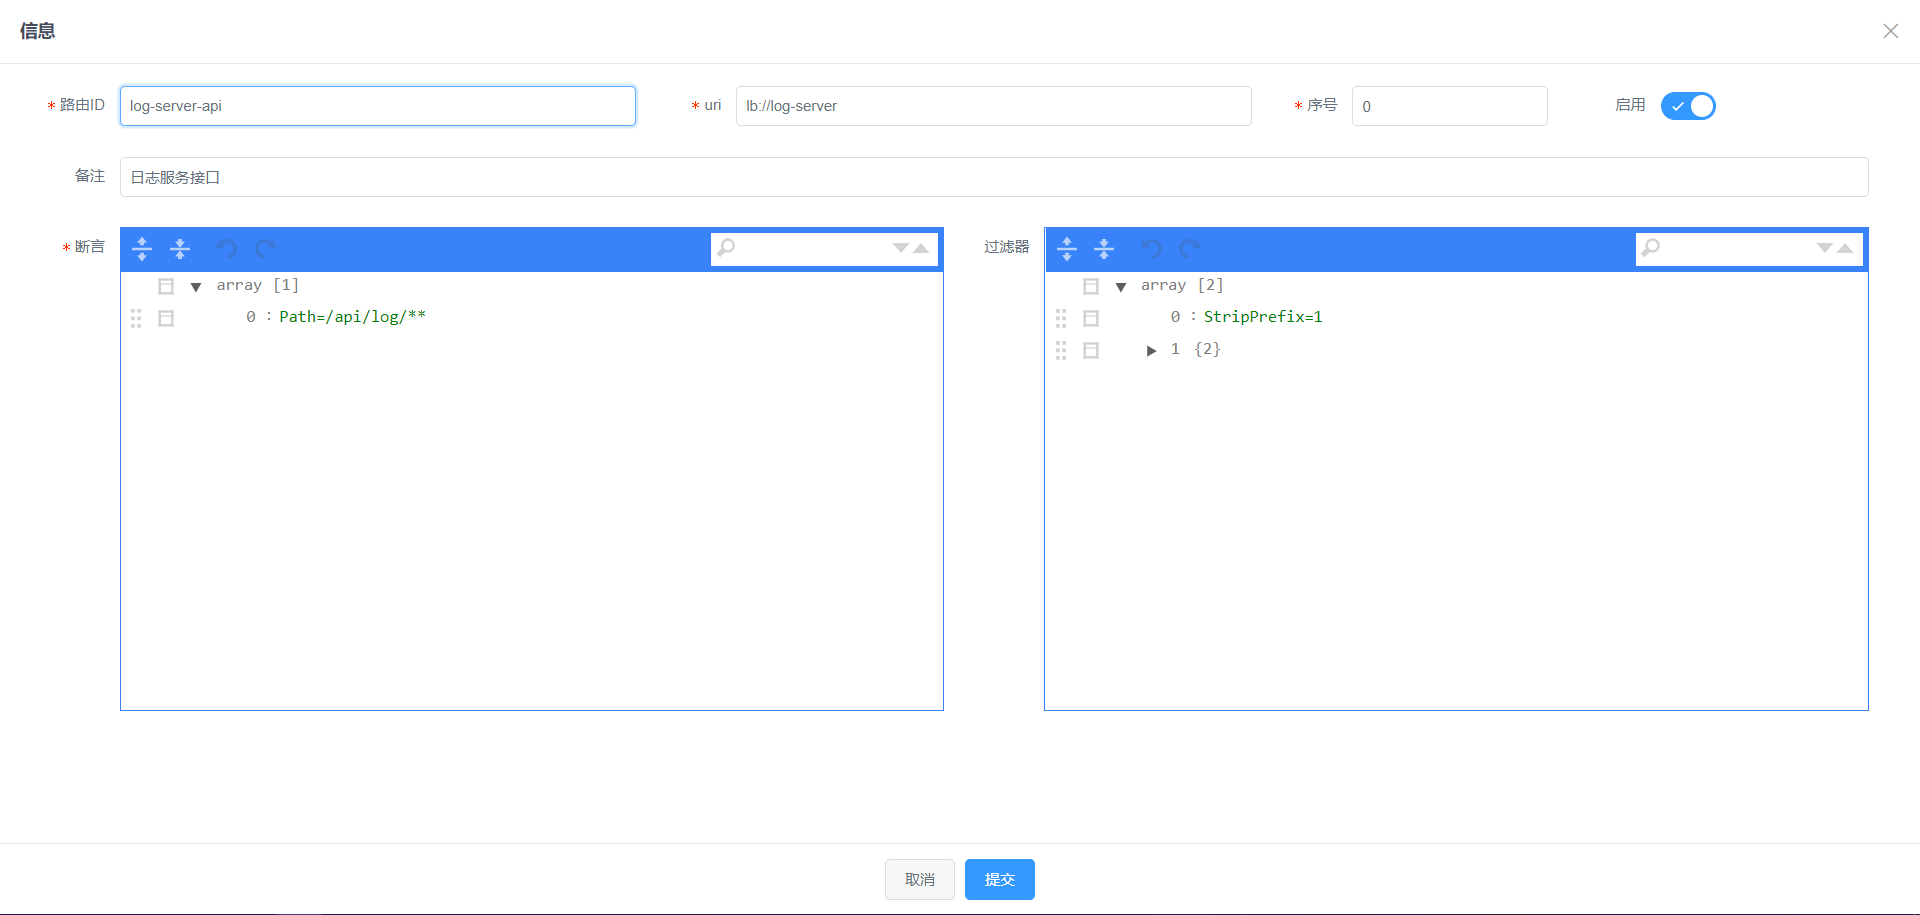 信息
* 路由ID log-server-api * uri lb://log-server * 序号 0 启用
备注 日志服务接口
* 断言 过滤器
array [1]
0 : Path=/api/log/**
array [2]
0 : StripPrefix=1
1 {2}
取消 提交